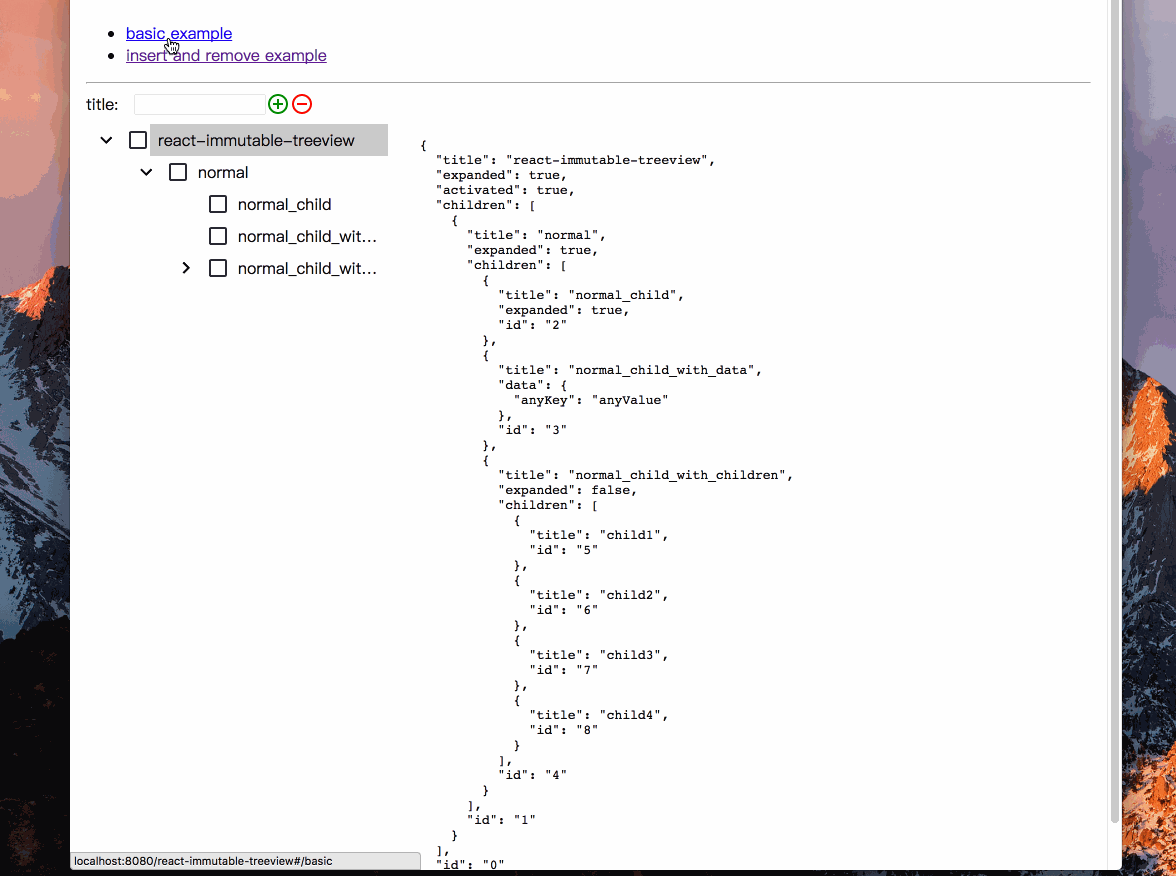 basic example
insert and remove example
title:
react-immutable-treeview
normal
normal_child
normal_child_wit...
normal_child_wit...
{
"title": "react-immutable-treeview",
"expanded": true,
"activated": true,
"children": [
{
"title": "normal",
"expanded": true,
"children": [
{
"title": "normal_child",
"expanded": true,
"id": "2"
},
{
"title": "normal_child_with_data",
"data": {
"anyKey": "anyValue"
},
"id": "3"
},
{
"title": "normal_child_with_children",
"expanded": false,
"children": [
{
"title": "child1",
"id": "5"
},
{
"title": "child2",
"id": "6"
},
{
"title": "child3",
"id": "7"
},
{
"title": "child4",
"id": "8"
}
],
"id": "4"
}
],
"id": "1"
}
],
"id": "0"
localhost:8080/react-immutable-treeview#/basic